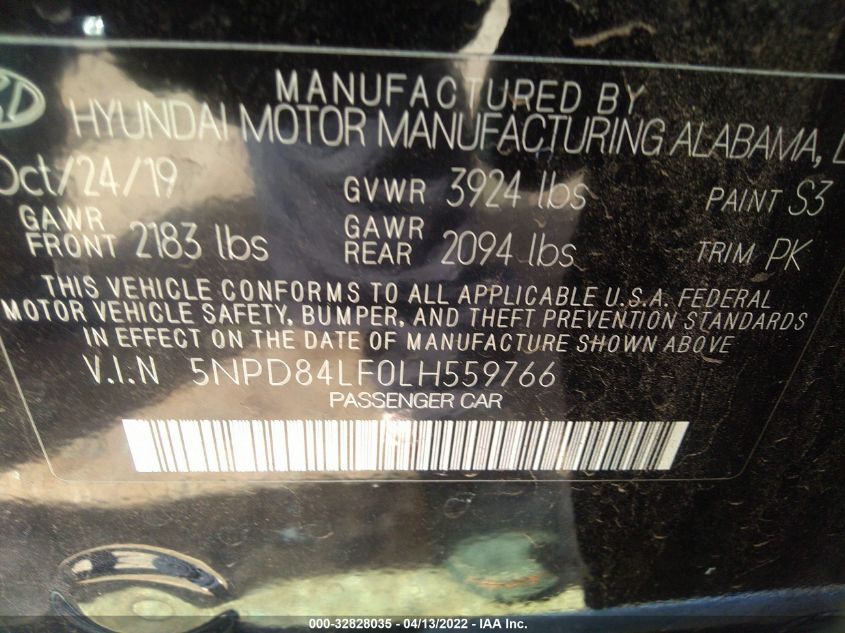 MANUFACTURED BY
HYUNDAI MOTOR MANUFACTURING ALABAMA, L
Oct/24/19 GVWR 3924 lbs PAINT S3
GAWR FRONT 2183 lbs GAWR REAR 2094 lbs TRIM PK
THIS VEHICLE CONFORMS TO ALL APPLICABLE U.S.A. FEDERAL
MOTOR VEHICLE SAFETY, BUMPER, AND THEFT PREVENTION STANDARDS
IN EFFECT ON THE DATE OF MANUFACTURE SHOWN ABOVE
V.I.N 5NPD84LF0LH559766
PASSENGER CAR
000-32828035 - 04/13/2022 - IAA Inc.